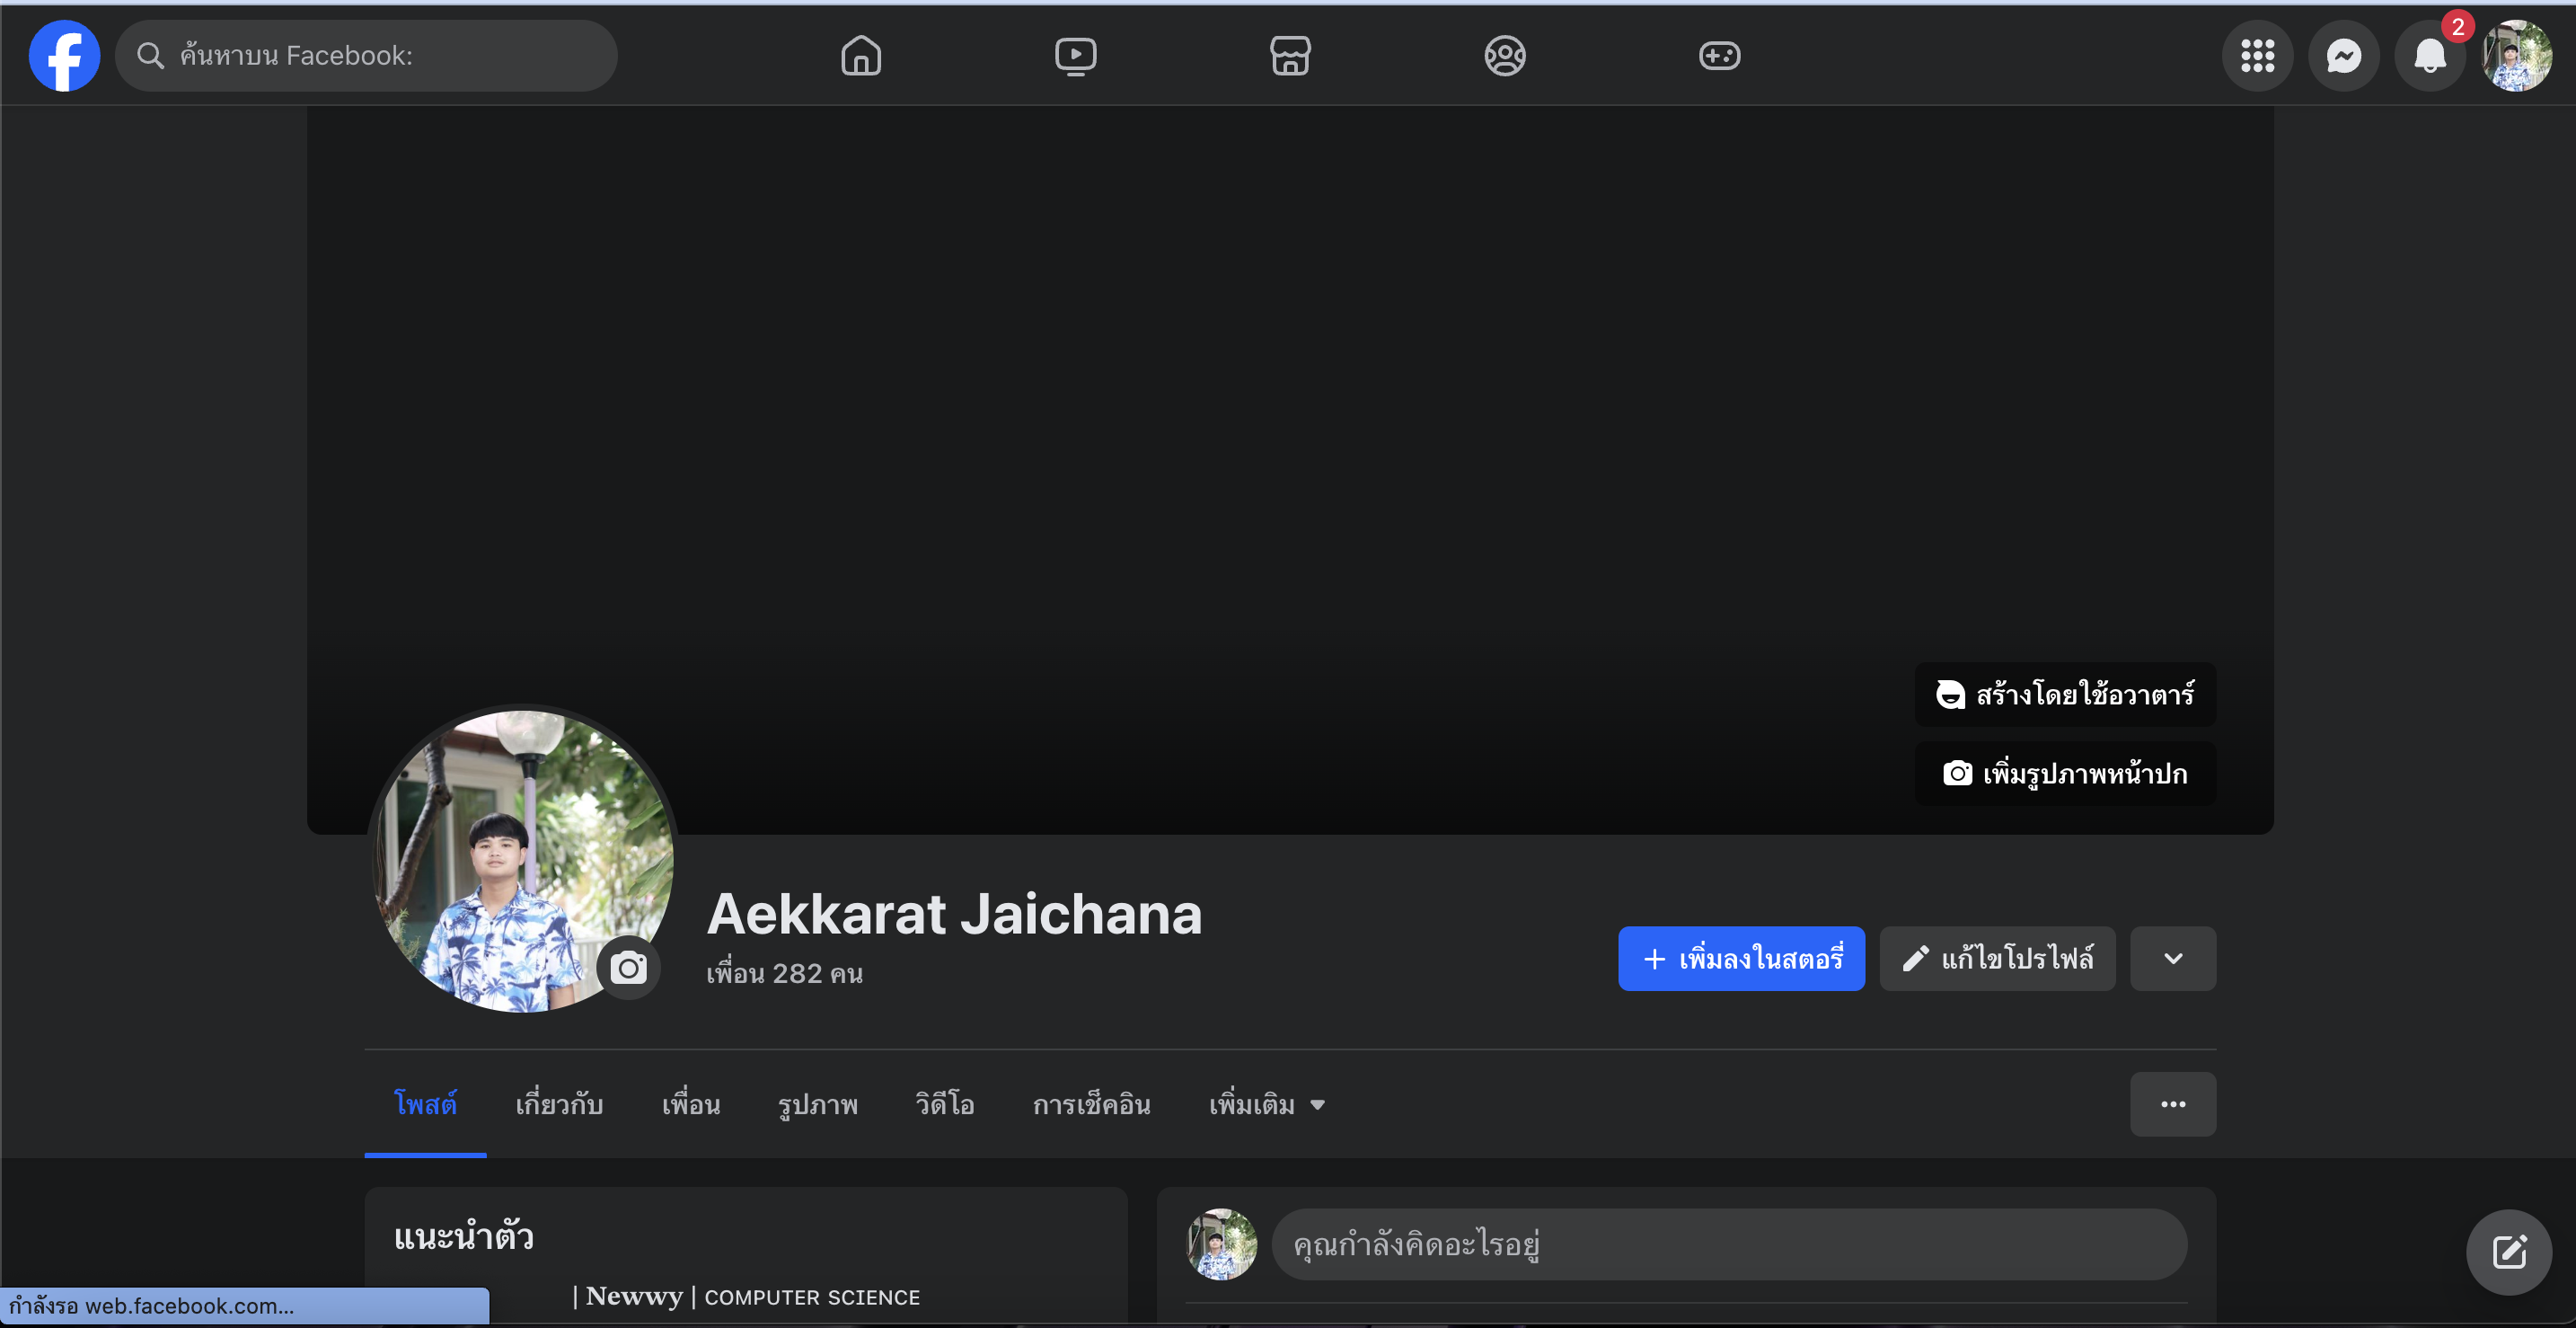 ค้นหาบน Facebook:
2
สร้างโดยใช้อวาตาร์
เพิ่มรูปภาพหน้าปก
Aekkarat Jaichana
เพื่อน 282 คน
เพิ่มลงในสตอรี่
แก้ไขโปรไฟล์
โพสต์ เกี่ยวกับ เพื่อน รูปภาพ วิดีโอ การเช็คอิน เพิ่มเติม
แนะนำตัว
คุณกำลังคิดอะไรอยู่
| Newwy | ᴄᴏᴍᴘᴜᴛᴇʀ ꜱᴄɪᴇɴᴄᴇ
กำลังรอ web.facebook.com...